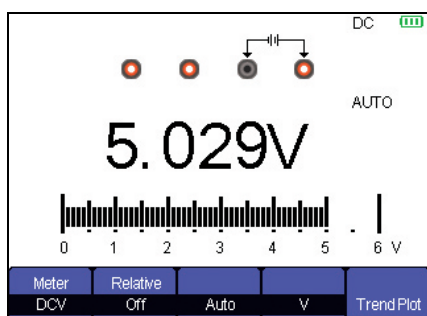 DC
AUTO
5.029V
0 1 2 3 4 5 6 V
Meter Relative
DCV Off Auto V Trend Plot